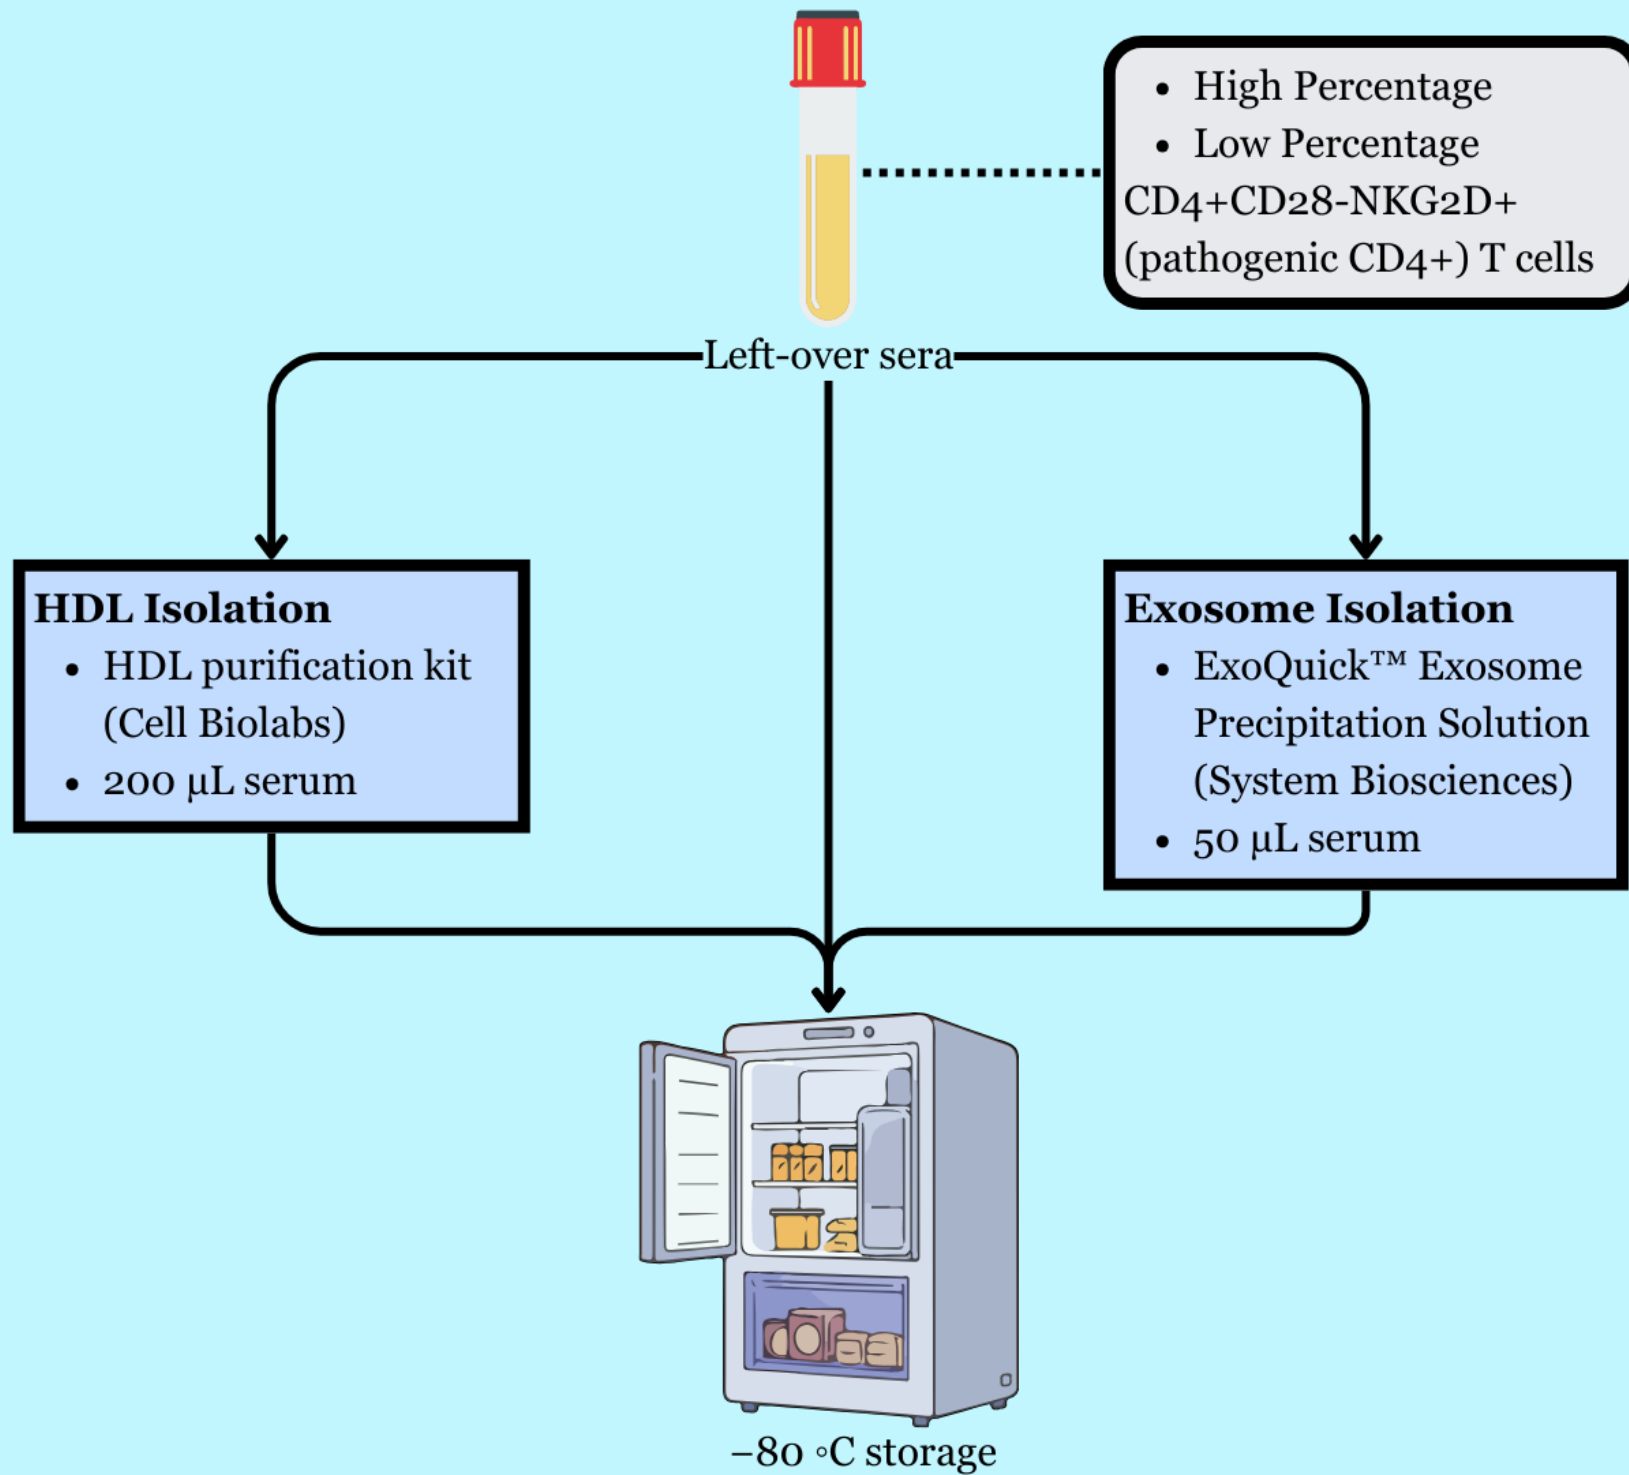 • High Percentage
• Low Percentage
CD4+CD28-NKG2D+
(pathogenic CD4+) T cells
Left-over sera
HDL Isolation
• HDL purification kit
(Cell Biolabs)
• 200 µL serum
Exosome Isolation
• ExoQuick™ Exosome
Precipitation Solution
(System Biosciences)
• 50 µL serum
−80 ∘C storage